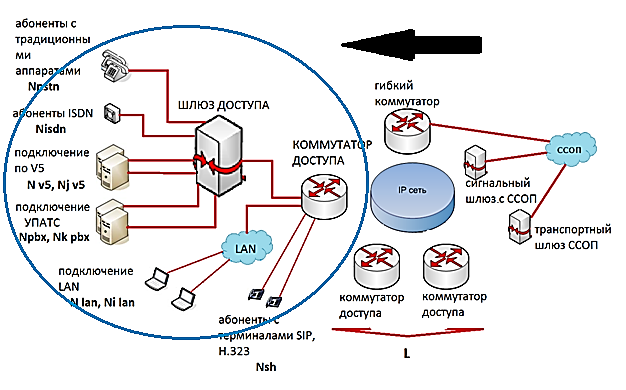 абоненты с
традиционны
ми
аппаратами
Npstn
абоненты ISDN
Nisdn
подключение
по V5
N v5, Nj v5
подключение
УПАТС
Npbx, Nk pbx
подключение
LAN
N lan, Ni lan
ШЛЮЗ ДОСТУПА
КОММУТАТОР
ДОСТУПА
LAN
абоненты с
терминалами SIP,
H.323
Nsh
гибкий
коммутатор
IP сеть
ССОП
сигнальный
шлюз с ССОП
транспортный
шлюз ССОП
коммутатор
доступа
коммутатор
доступа
L